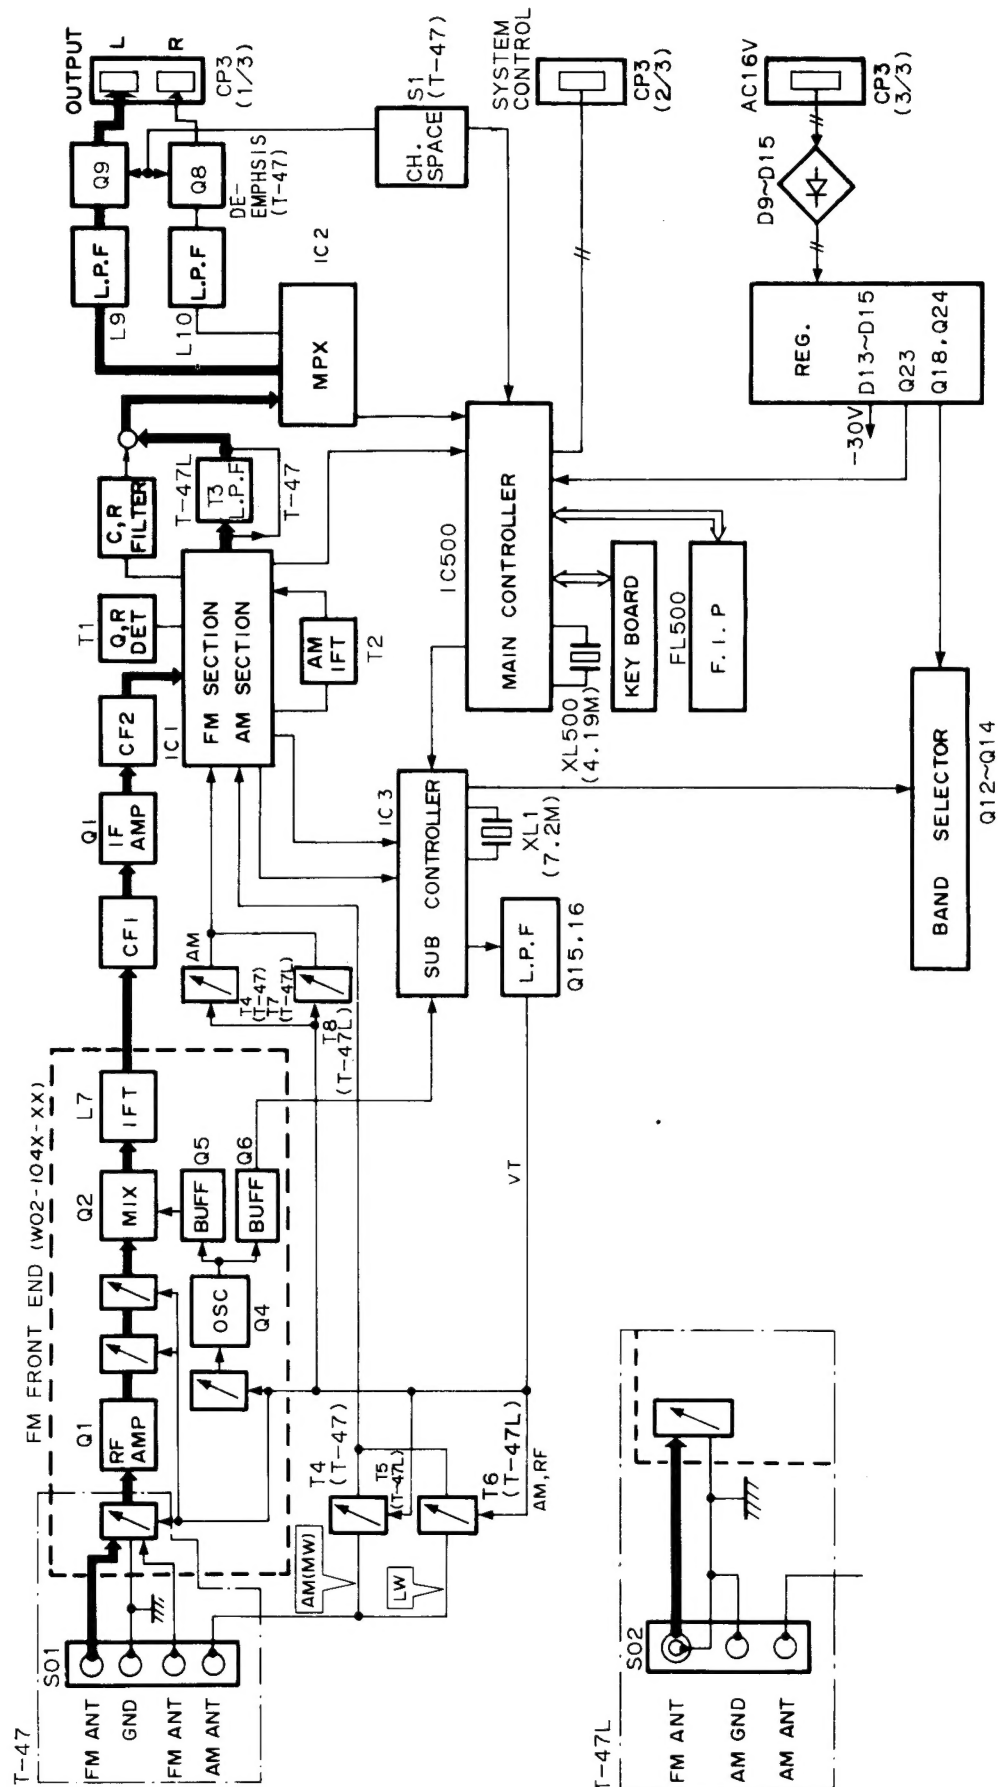 T-47
SO1
FM ANT
GND
FM ANT
AM ANT
FM FRONT END (W02-104X-XX)
Q1
RF
AMP
Q2
MIX
L7
IFT
OSC
Q4
BUFF
Q5
BUFF
Q6
CF1
Q1
IF
AMP
CF2
IC1
T1
Q,R
DET
C,R
FILTER
FM SECTION
AM SECTION
AM
IFT
T2
T-47L
T3
L.P.F
T-47
MPX
IC2
L9
L.P.F
Q9
L10
L.P.F
Q8
DE-
EMPHSIS
(T-47)
OUTPUT
L
R
CP3
(1/3)
CH.
SPACE
S1
(T-47)
SYSTEM
CONTROL
CP3
(2/3)
AC16V
CP3
(3/3)
D9~D15
REG.
D13~D15
Q23
Q18,Q24
-30V
IC500
MAIN CONTROLLER
XL500
(4.19M)
KEY BOARD
FL500
F.I.P
IC3
SUB CONTROLLER
XL1
(7.2M)
L.P.F
Q15,16
BAND SELECTOR
Q12~Q14
AM
T4
(T-47)
T7
(T-47L)
T8
(T-47L)
VT
T4
(T-47)
T5
(T-47L)
T6
(T-47L)
AM,RF
AM(MW)
LW
T-47L
SO2
FM ANT
AM GND
AM ANT